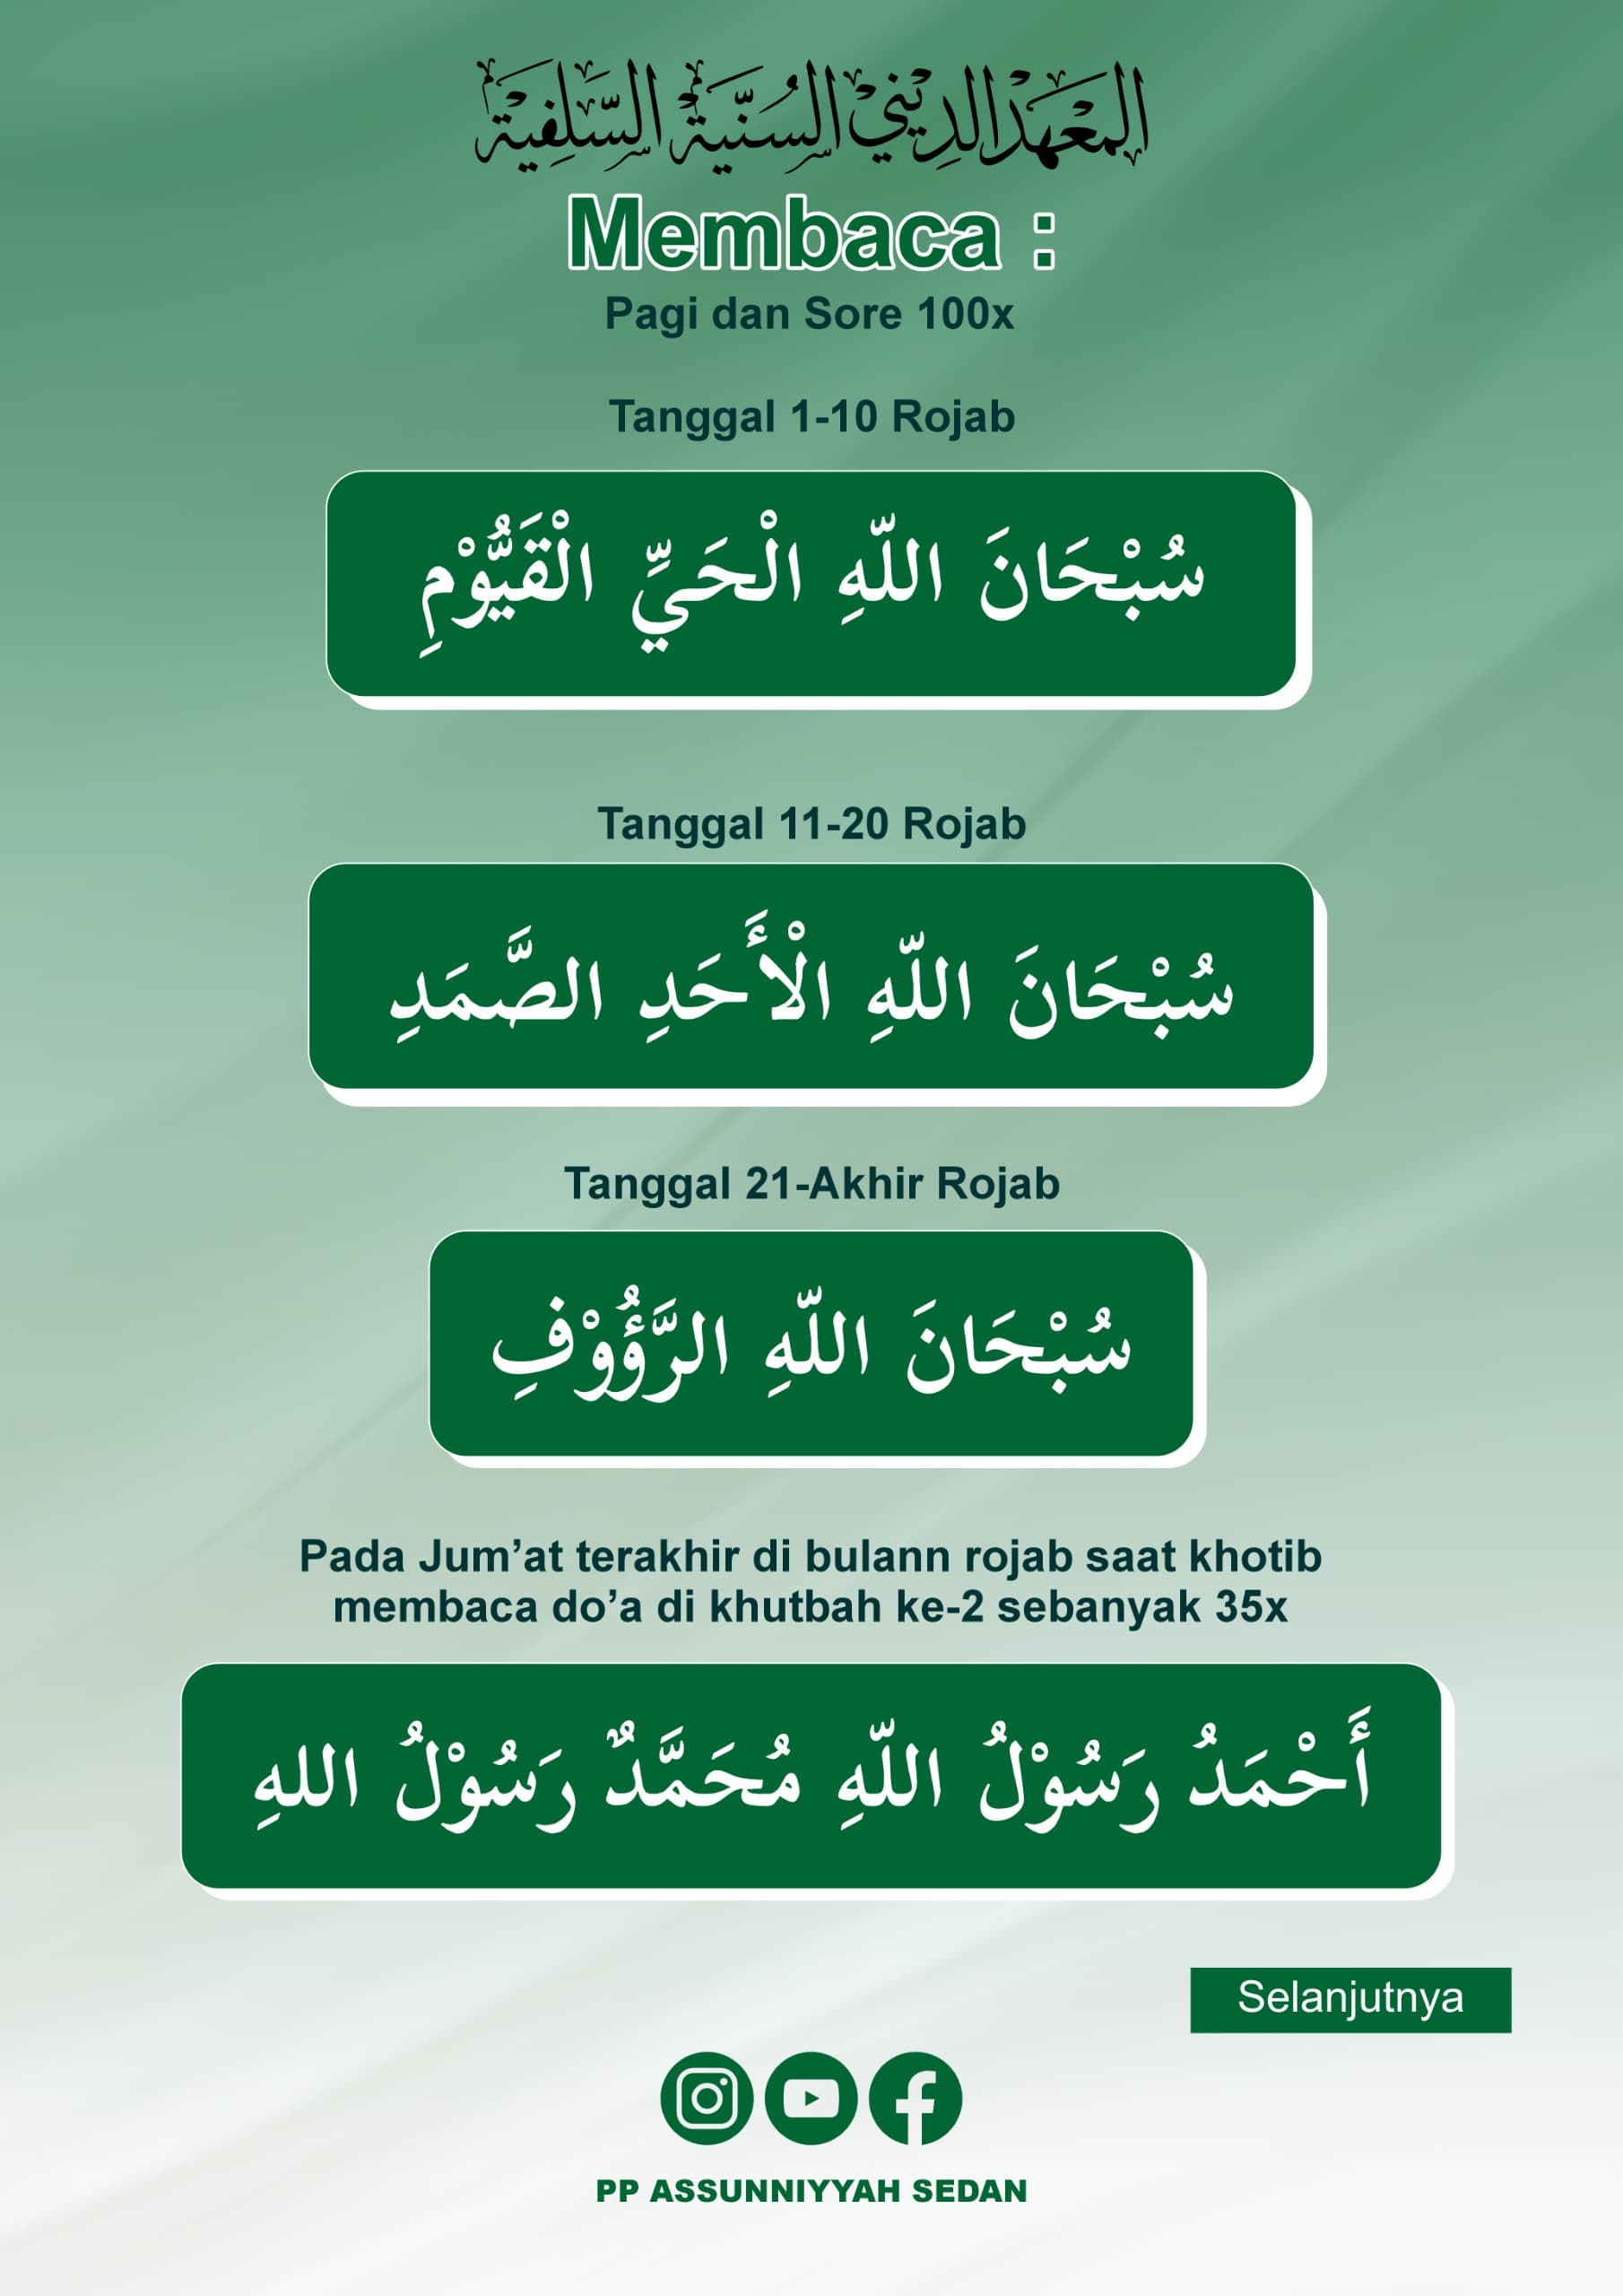 المعهد الديني السنية السلفية
Membaca :
Pagi dan Sore 100x
Tanggal 1-10 Rojab
سُبْحَانَ اللّٰهِ الْحَيِّ الْقَيُّوْمِ
Tanggal 11-20 Rojab
سُبْحَانَ اللّٰهِ الْأَحَدِ الصَّمَدِ
Tanggal 21-Akhir Rojab
سُبْحَانَ اللّٰهِ الرَّؤُوْفِ
Pada Jum’at terakhir di bulann rojab saat khotib
membaca do’a di khutbah ke-2 sebanyak 35x
أَحْمَدُ رَسُوْلُ اللّٰهِ مُحَمَّدٌ رَسُوْلُ اللهِ
Selanjutnya
PP ASSUNNIYYAH SEDAN